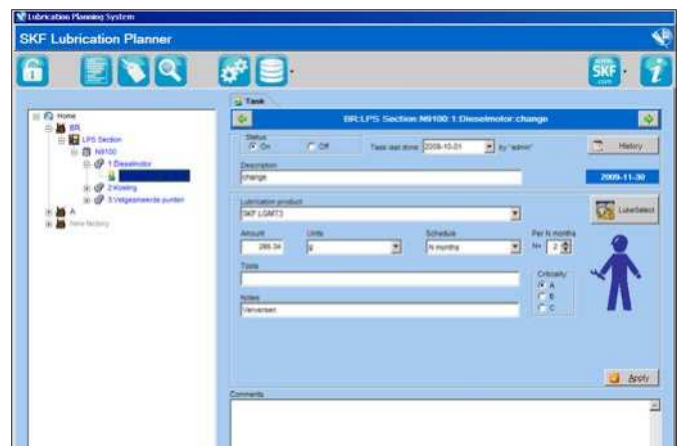 Lubrication Planning System
SKF Lubrication Planner
SKF
.com
Home
BR
LPS Section
N9100
1:Dieselmotor
2:Koeling
3:Vetgesmeerde punten
A
New factory
Task
BR:LPS Section:N9100:1:Dieselmotor:change
Status
On Off Task last done 2009-10-01 by "admin" History
Description
change 2009-11-30
Lubrication product
SKF LGMT3 LubeSelect
Amount Units Schedule Per N months
g N months N= 2
Tools Criticality
A
B
Notes C
Verversen
Apply
Comments